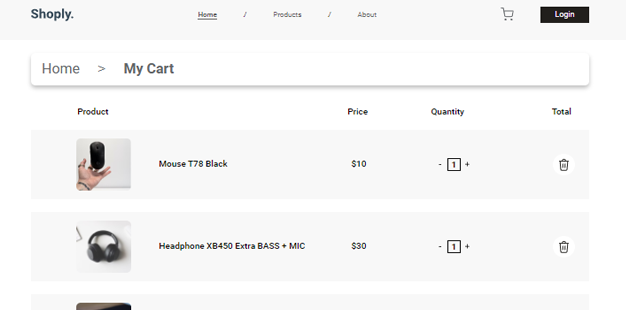 Shoply.
Home / Products / About
Login
Home > My Cart
Product Price Quantity Total
Mouse T78 Black $10 - 1 +
Headphone XB450 Extra BASS + MIC $30 - 1 +